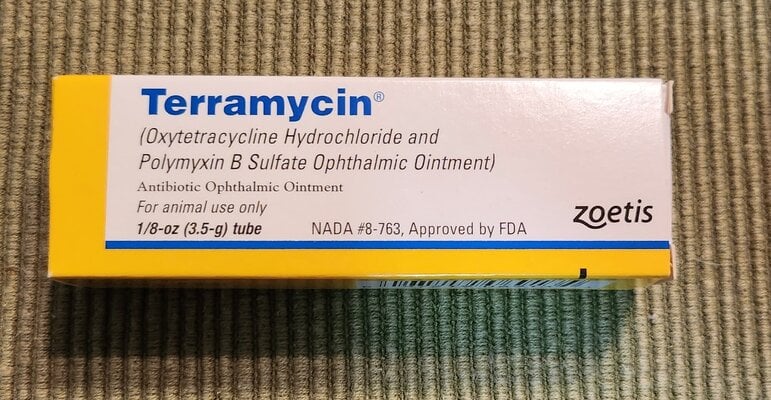 Terramycin®
(Oxytetracycline Hydrochloride and
Polymyxin B Sulfate Ophthalmic Ointment)
Antibiotic Ophthalmic Ointment
For animal use only
1/8-oz (3.5-g) tube NADA #8-763, Approved by FDA
zoetis